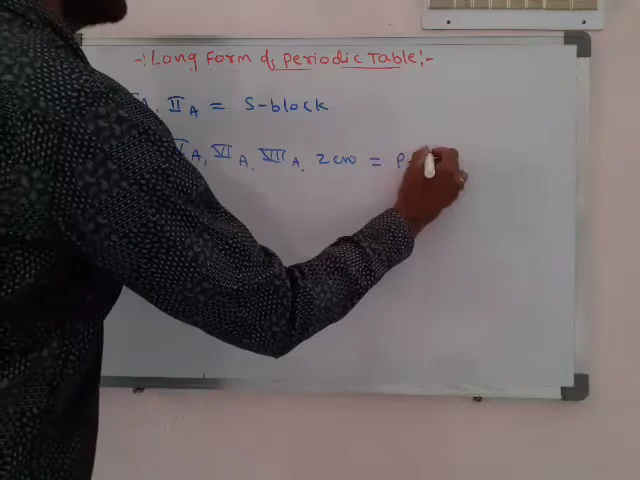 -: Long Form of Periodic Table :-
A, II A = S-block
A, VI A, VII A, Zero = P-